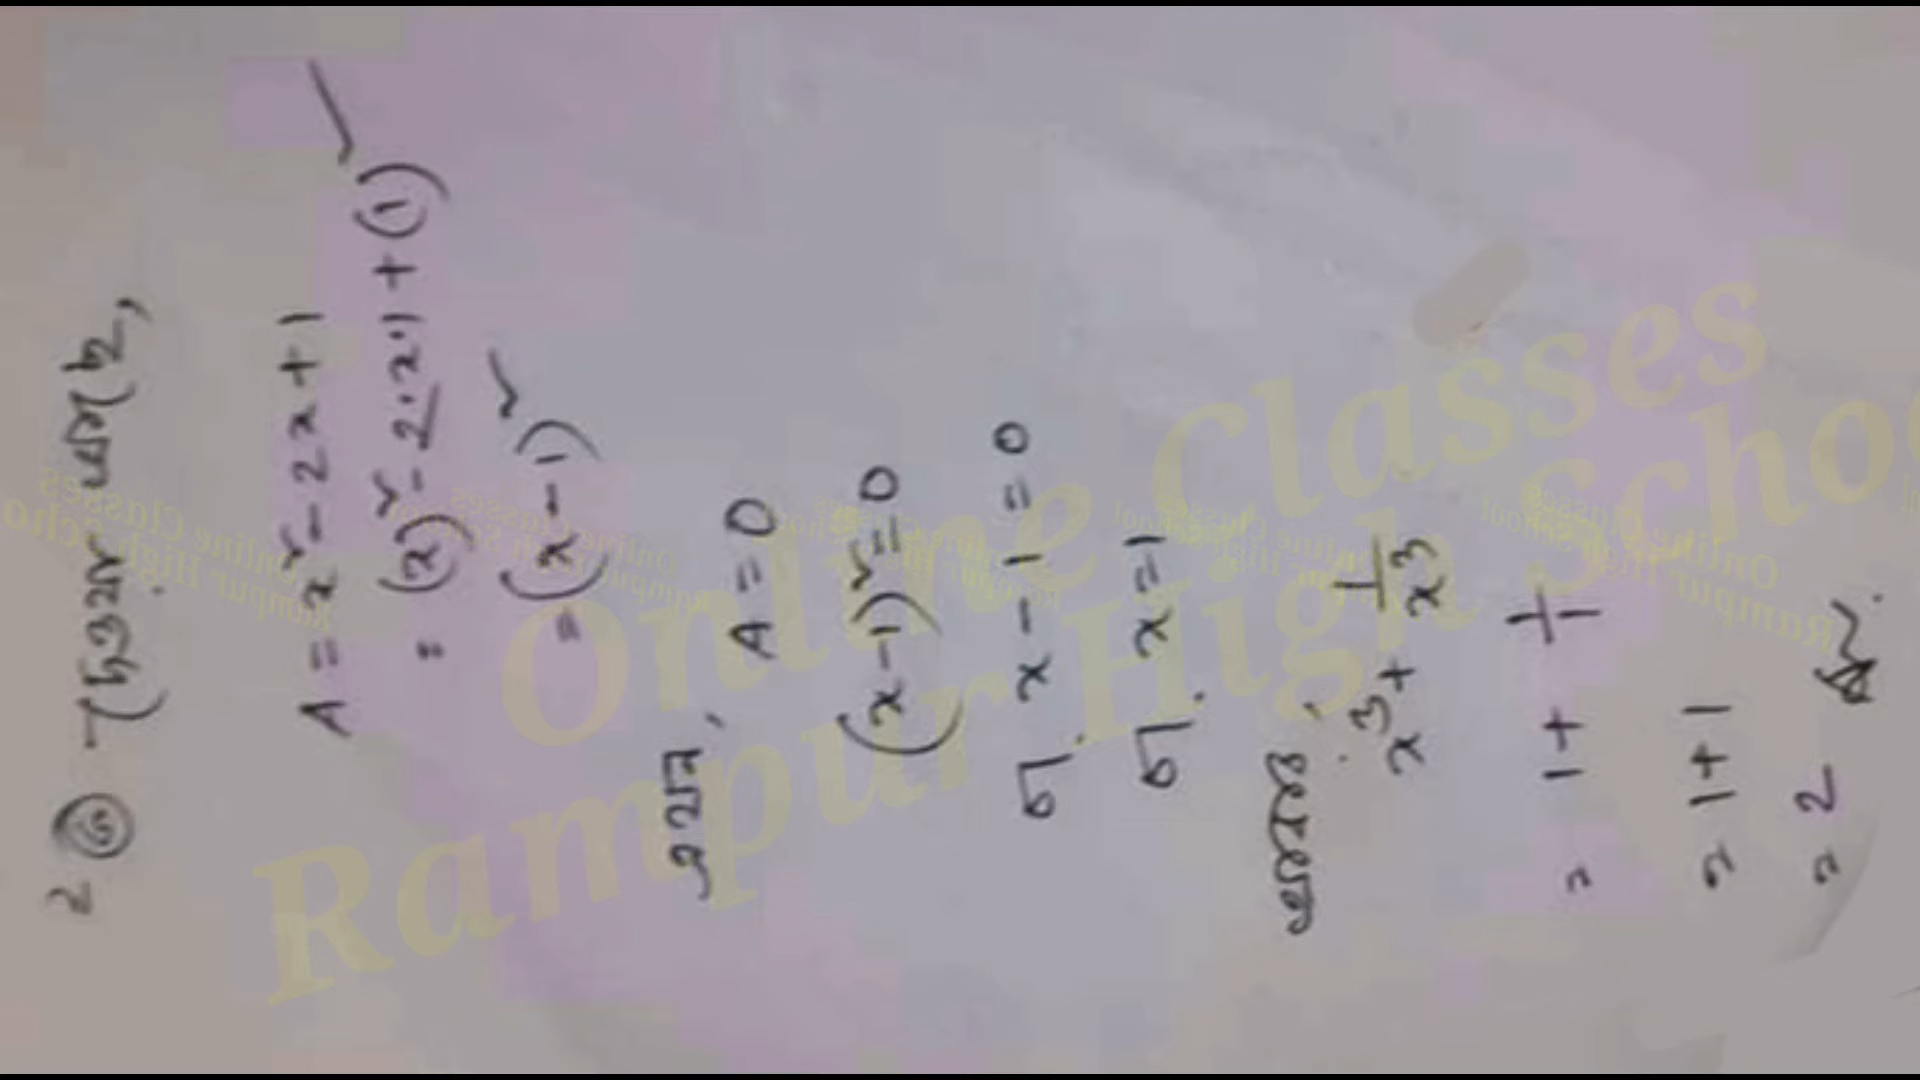 ২ গ দেওয়া আছে,
A = x² - 2x + 1
= (x)² - 2·x·1 + (1)²
= (x - 1)²
এখন, A = 0
(x - 1)² = 0
বা, x - 1 = 0
বা, x = 1
x³ + 1/x³
= 1 + 1/1
= 1 + 1
= 2 Ans.
Online Classes
Rampur High School